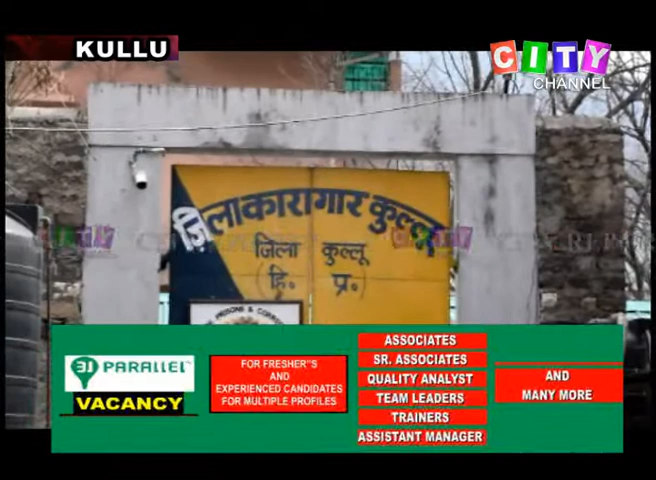 KULLU
CITY
CHANNEL
जिलाकारागार कुल्लू
जिला कुल्लू
(हि. प्र.)
31 PARALLEL
VACANCY
FOR FRESHER"S
AND
EXPERIENCED CANDIDATES
FOR MULTIPLE PROFILES
ASSOCIATES
SR. ASSOCIATES
QUALITY ANALYST
TEAM LEADERS
TRAINERS
ASSISTANT MANAGER
AND
MANY MORE